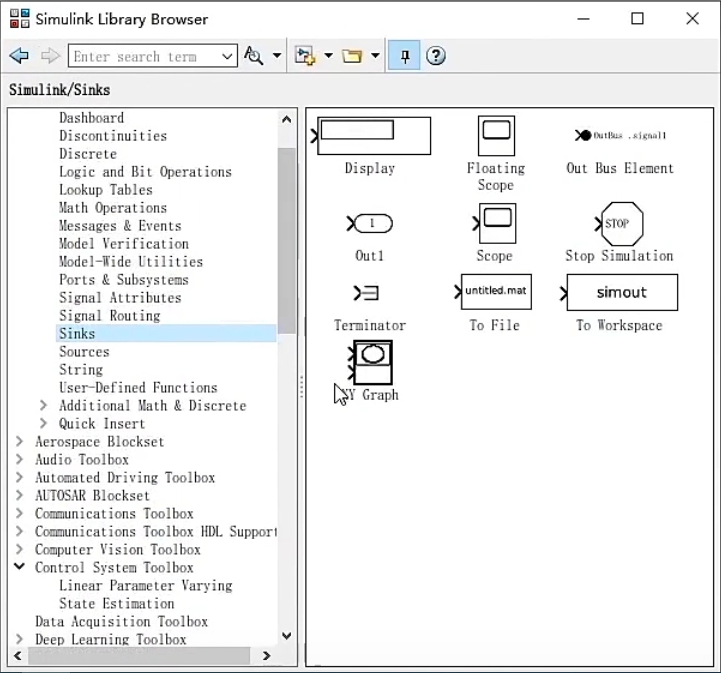 Simulink Library Browser
Enter search term
Simulink/Sinks
Dashboard
Discontinuities
Discrete
Logic and Bit Operations
Lookup Tables
Math Operations
Messages & Events
Model Verification
Model-Wide Utilities
Ports & Subsystems
Signal Attributes
Signal Routing
Sinks
Sources
String
User-Defined Functions
Additional Math & Discrete
Quick Insert
Aerospace Blockset
Audio Toolbox
Automated Driving Toolbox
AUTOSAR Blockset
Communications Toolbox
Communications Toolbox HDL Support
Computer Vision Toolbox
Control System Toolbox
Linear Parameter Varying
State Estimation
Data Acquisition Toolbox
Deep Learning Toolbox
Display
Floating
Scope
OutBus .signal1
Out Bus Element
1
Out1
Scope
STOP
Stop Simulation
Terminator
untitled.mat
To File
simout
To Workspace
XY Graph